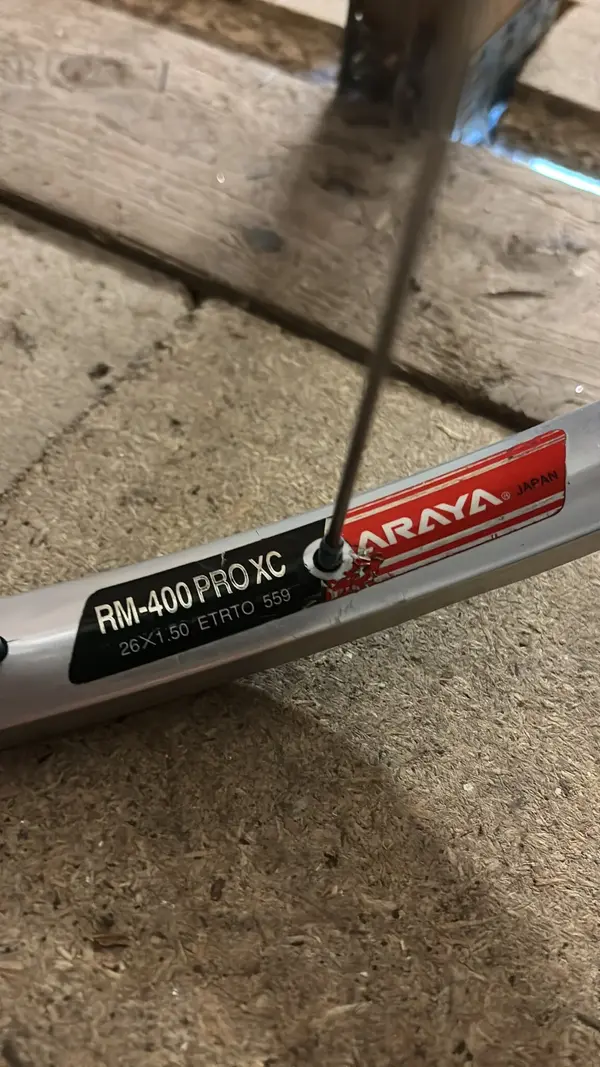 RM-400 PRO XC
26×1.50 ETRTO 559
ARAYA® JAPAN